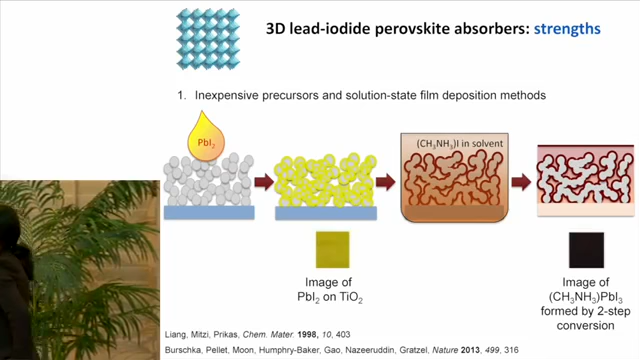 3D lead-iodide perovskite absorbers: strengths
1. Inexpensive precursors and solution-state film deposition methods
PbI₂
(CH₃NH₃)I in solvent
Image of
PbI₂ on TiO₂
Image of
(CH₃NH₃)PbI₃
formed by 2-step
conversion
Liang, Mitzi, Prikas, Chem. Mater. 1998, 10, 403
Burschka, Pellet, Moon, Humphry-Baker, Gao, Nazeeruddin, Gratzel, Nature 2013, 499, 316